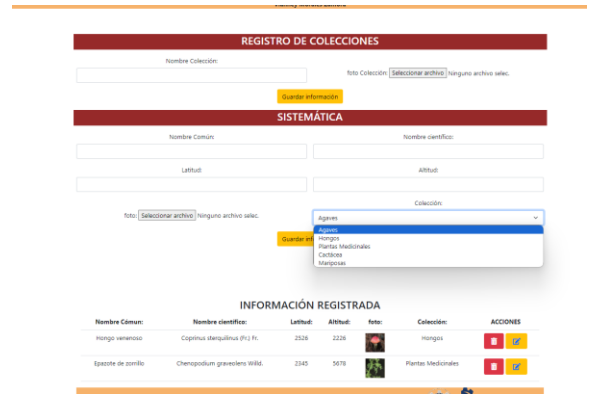 REGISTRO DE COLECCIONES
Nombre Colección:
foto Colección: Seleccionar archivo Ninguno archivo selec.
Guardar información
SISTEMÁTICA
Nombre Común: Nombre científico:
Latitud: Altitud:
Colección:
foto: Seleccionar archivo Ninguno archivo selec. Agaves
Agaves
Guardar Hongos
Plantas Medicinales
Cactácea
Mariposas
INFORMACIÓN REGISTRADA
Nombre Cómun: Nombre científico: Latitud: Altitud: foto: Colección: ACCIONES
Hongo venenoso Coprinus sterquilinus (Fr.) Fr. 2526 2226 Hongos
Epazote de zorrillo Chenopodium graveolens Willd. 2345 5678 Plantas Medicinales